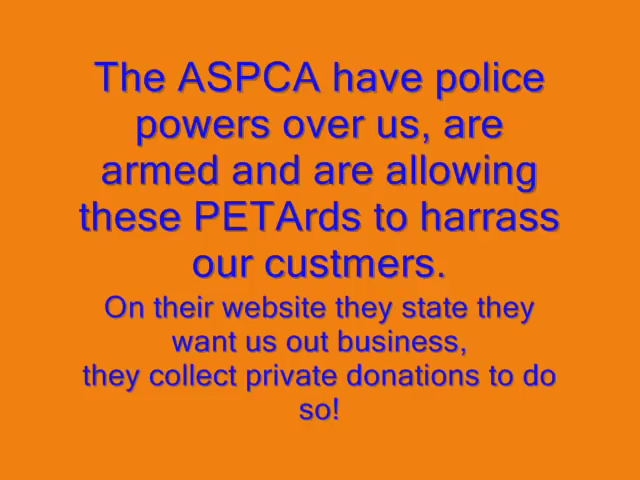 The ASPCA have police
powers over us, are
armed and are allowing
these PETArds to harrass
our custmers.
On their website they state they
want us out business,
they collect private donations to do
so!